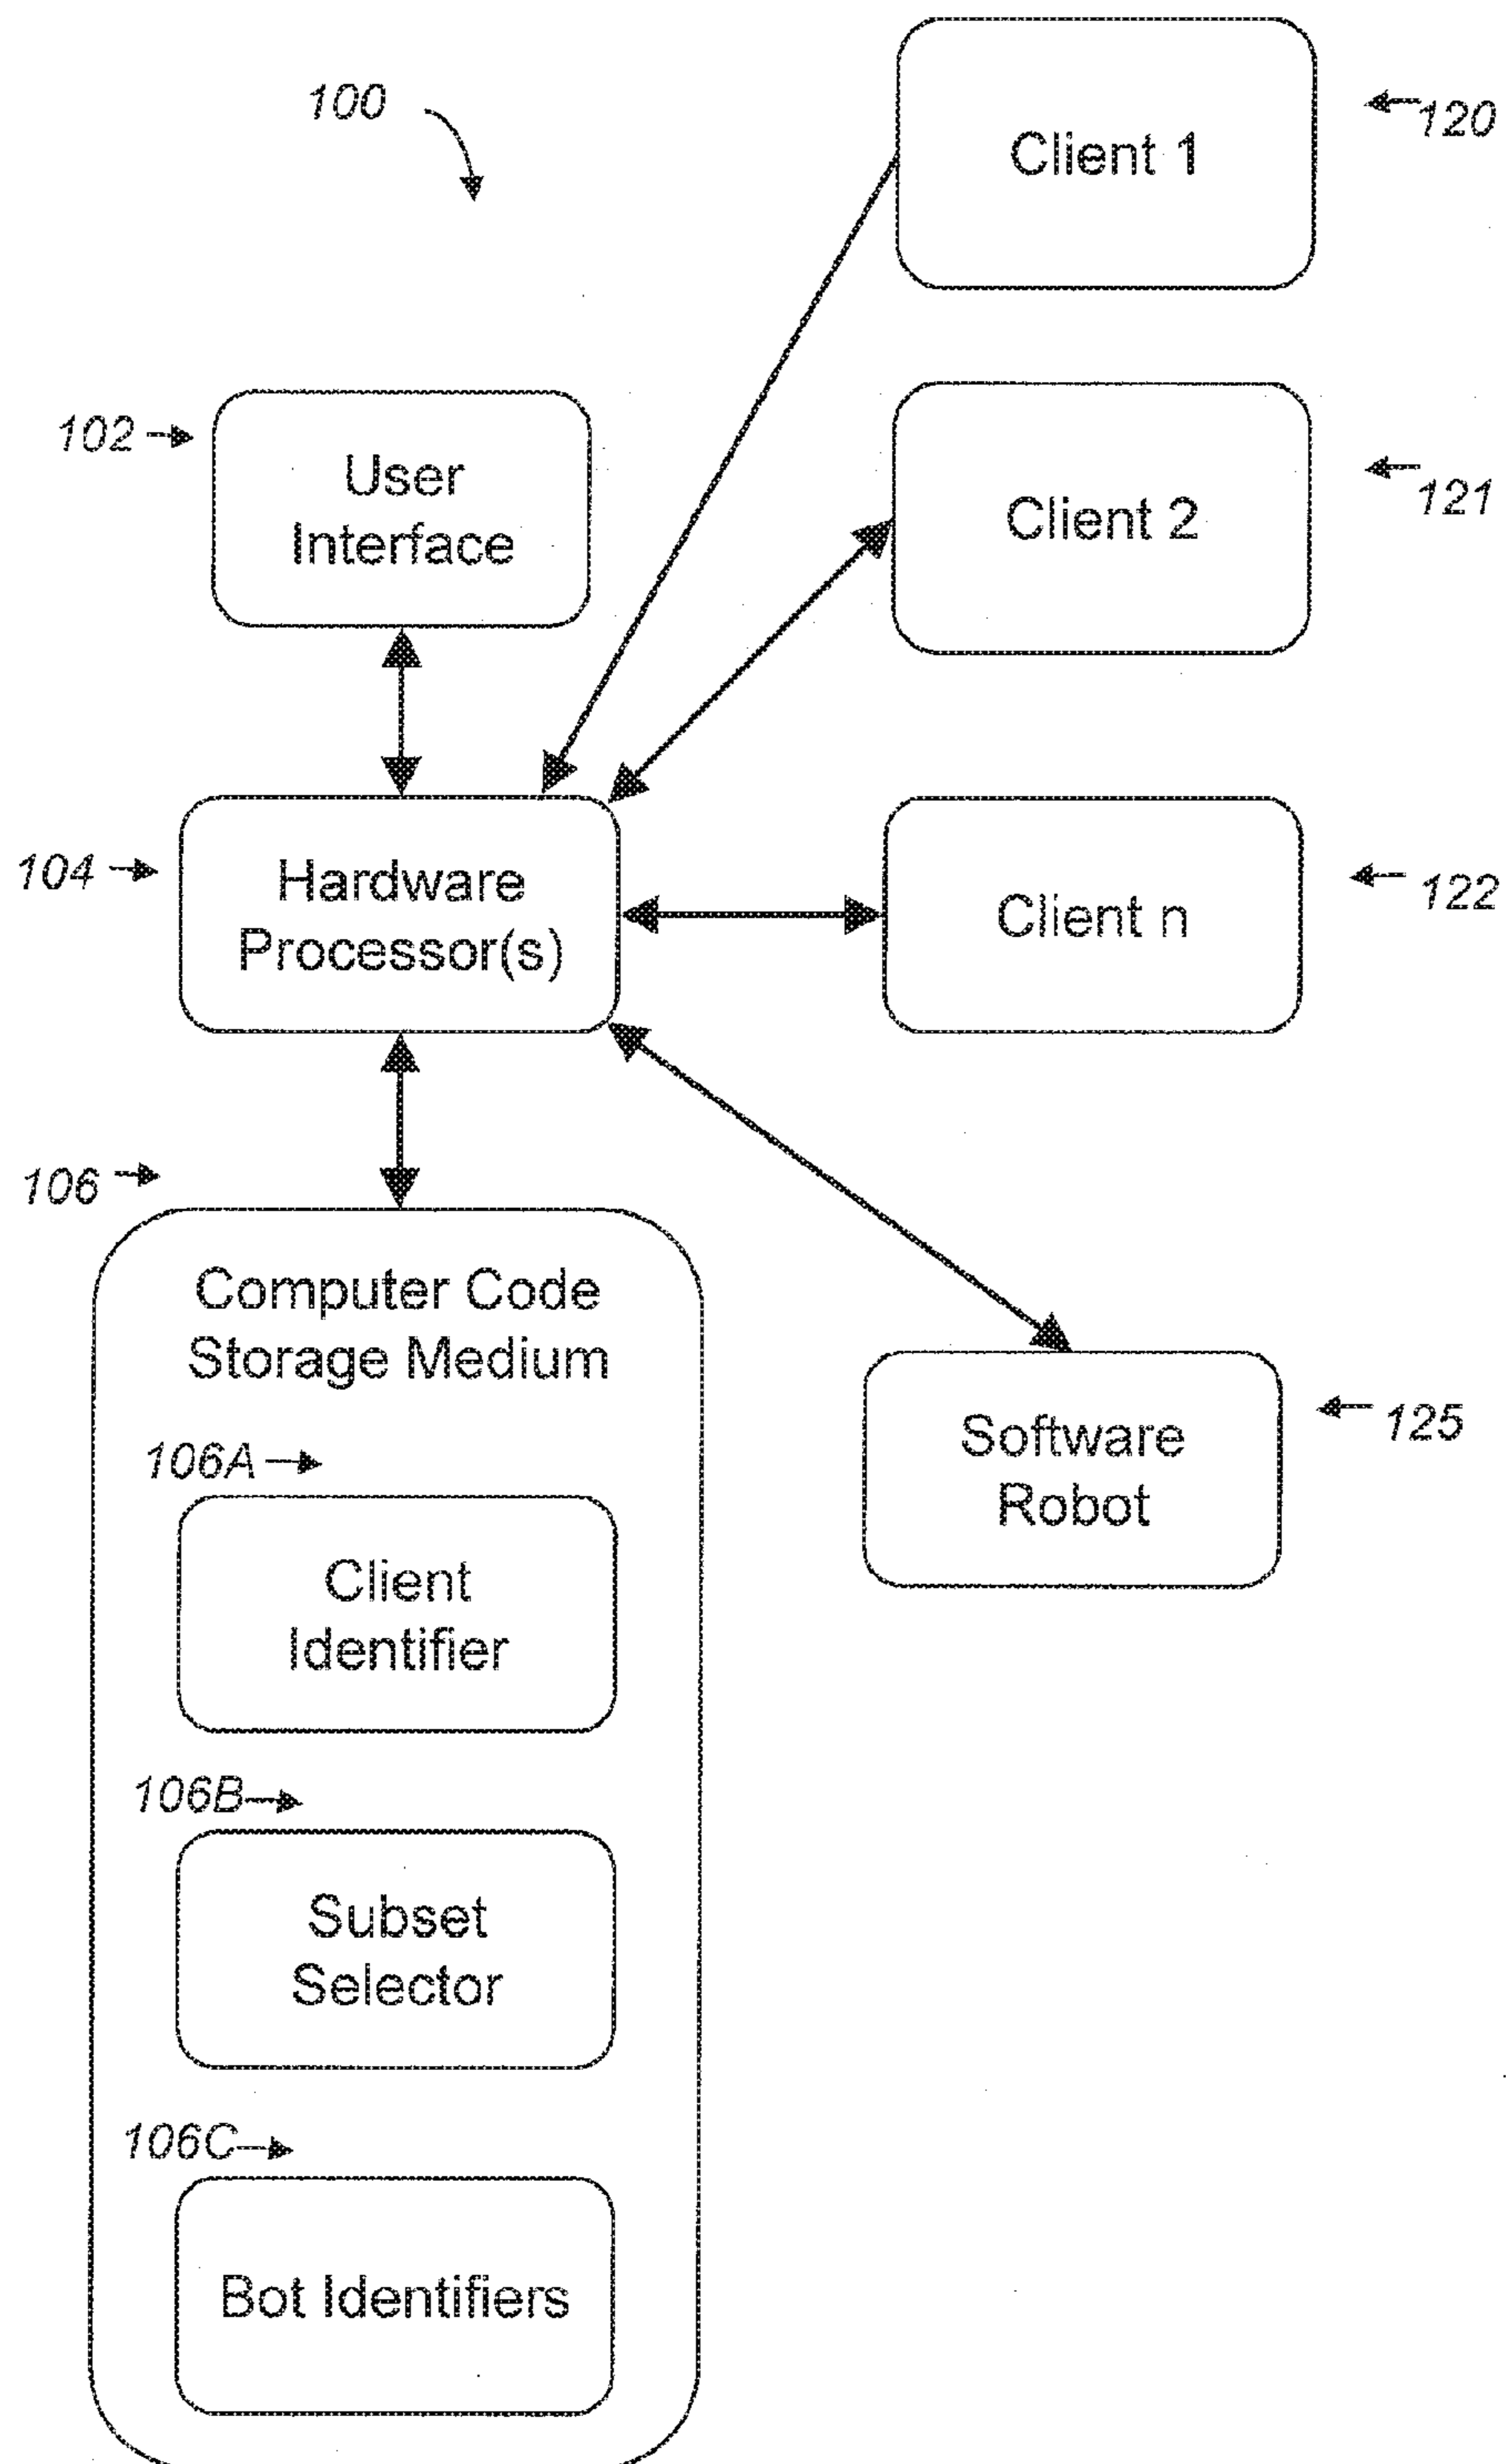 100
Client 1
120
102
User
Interface
Client 2
121
104
Hardware
Processor(s)
Client n
122
106
Computer Code
Storage Medium
106A
Client
Identifier
Software
Robot
125
106B
Subset
Selector
106C
Bot Identifiers